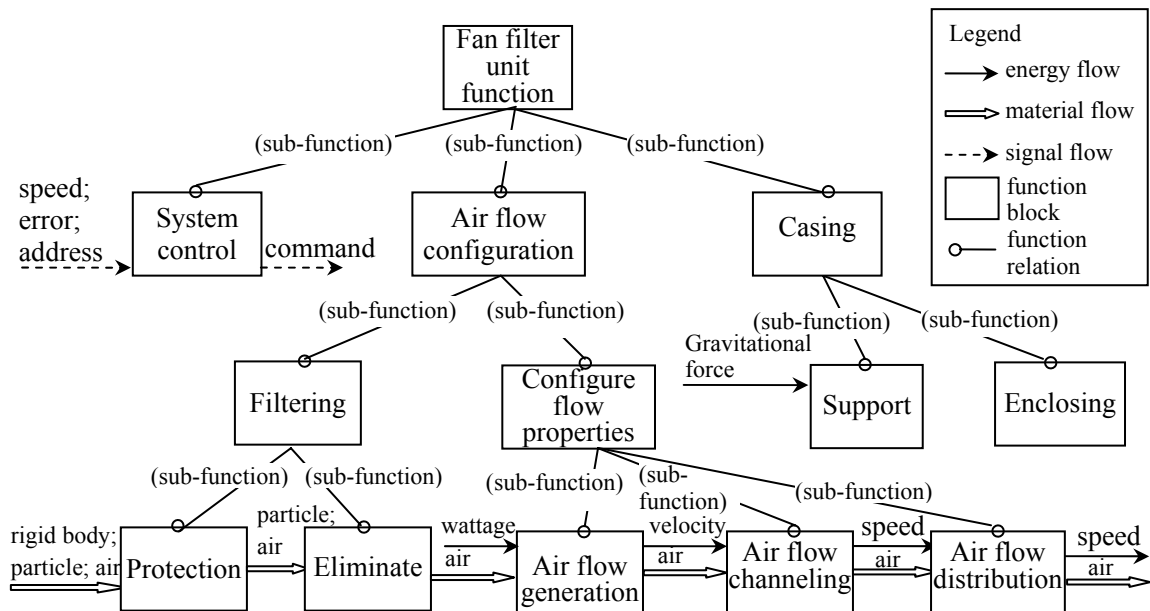 Fan filter
unit
function
Legend
energy flow
material flow
signal flow
function
block
function
relation
(sub-function)
(sub-function)
(sub-function)
speed;
error;
address
System
control
command
Air flow
configuration
Casing
(sub-function)
(sub-function)
(sub-function)
(sub-function)
Gravitational
force
Filtering
Configure
flow
properties
Support
Enclosing
(sub-function)
(sub-function)
(sub-function)
(sub-
function)
(sub-function)
rigid body;
particle; air
Protection
particle;
air
Eliminate
wattage
air
Air flow
generation
velocity
air
Air flow
channeling
speed
air
Air flow
distribution
speed
air